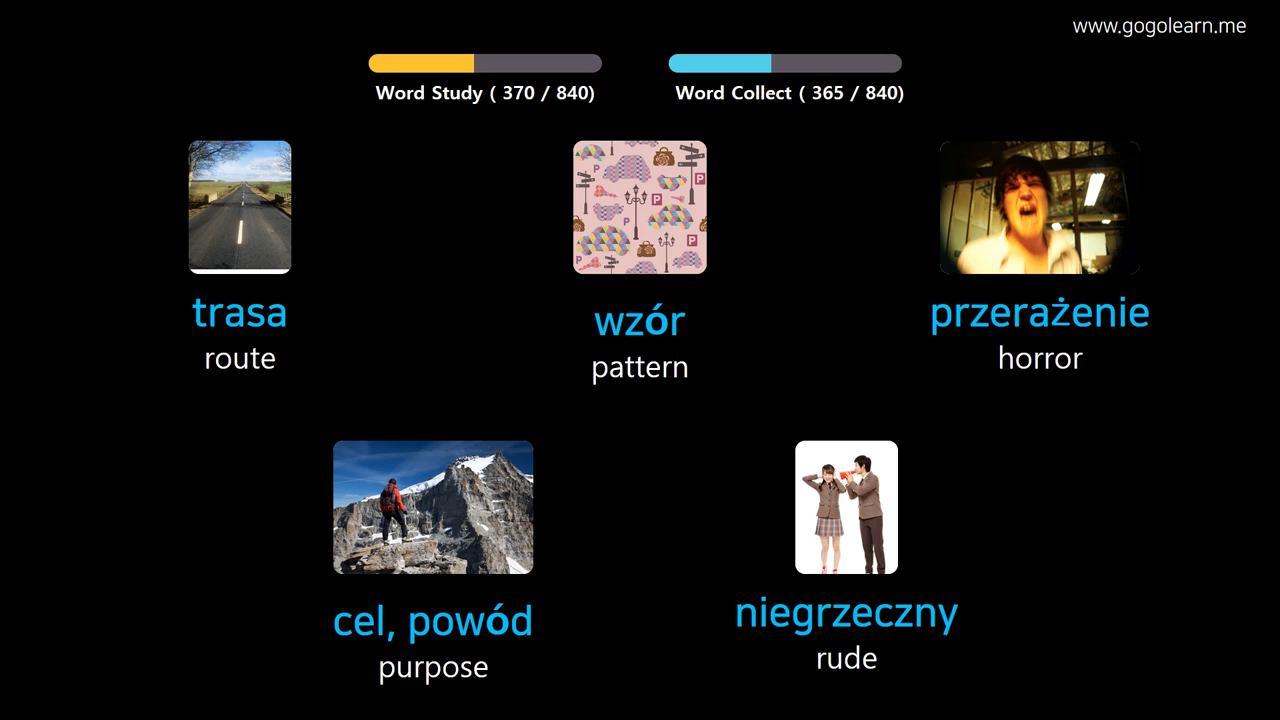 www.gogolearn.me
Word Study ( 370 / 840)
Word Collect ( 365 / 840)
trasa
route
wzór
pattern
przerażenie
horror
cel, powód
purpose
niegrzeczny
rude